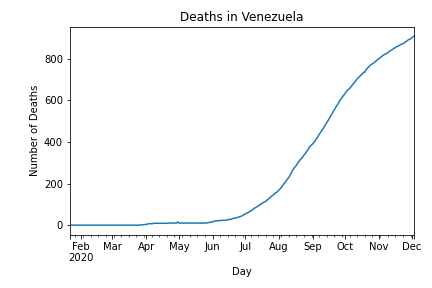 Deaths in Venezuela
Number of Deaths
800
600
400
200
0
Feb Mar Apr May Jun Jul Aug Sep Oct Nov Dec
2020
Day